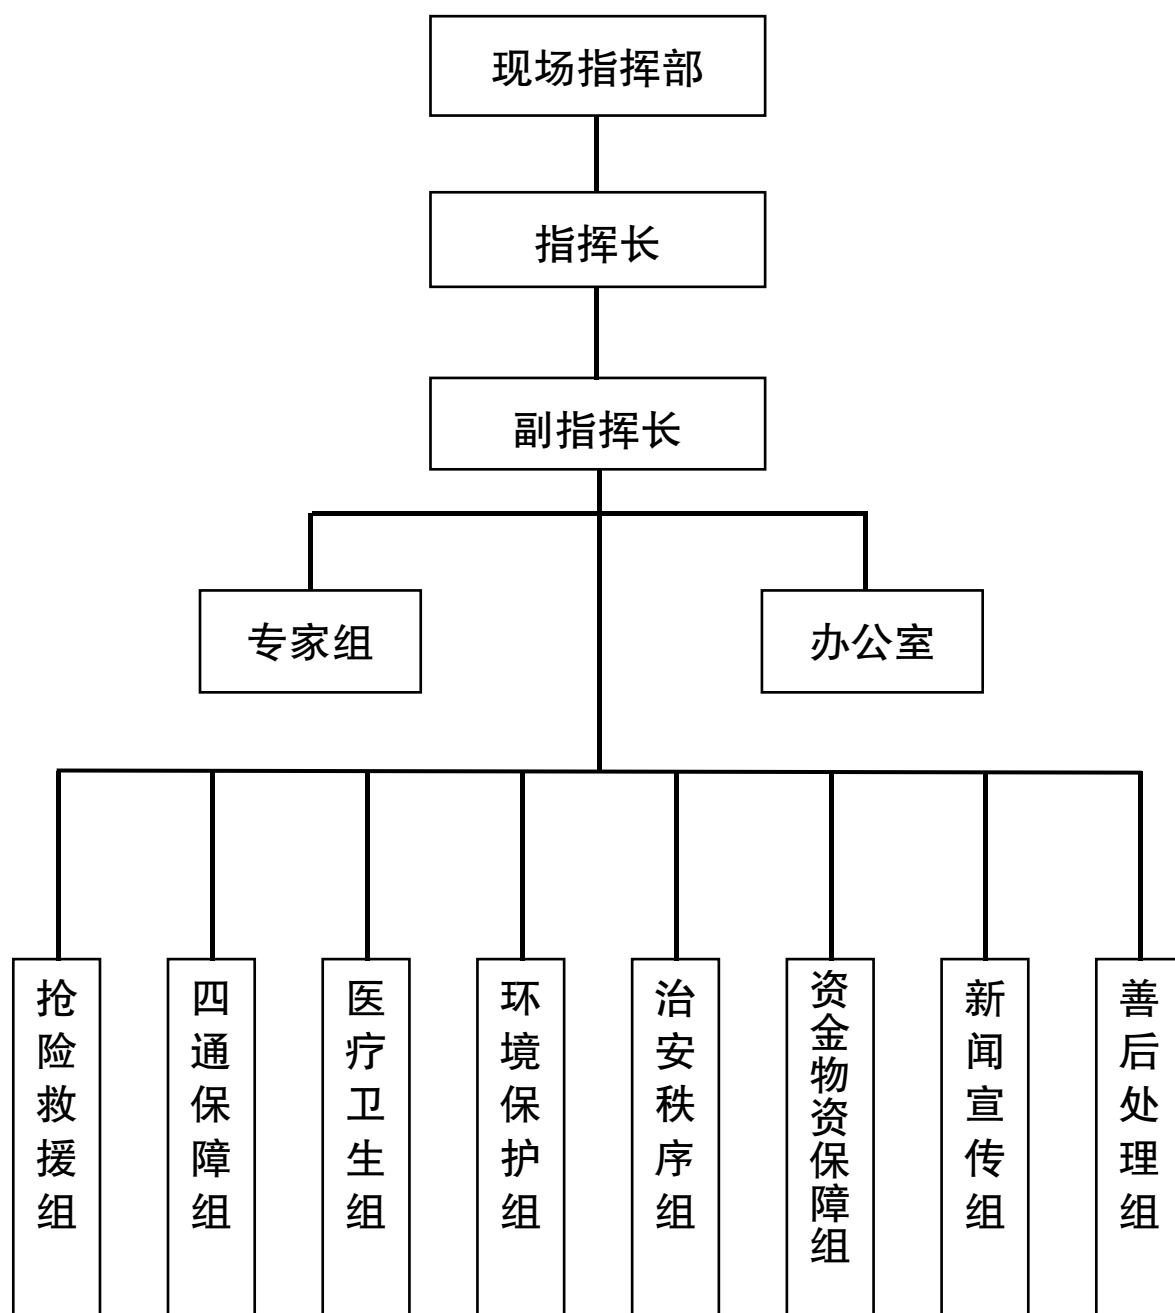 现场指挥部
指挥长
副指挥长
专家组
办公室
抢险救援组
四通保障组
医疗卫生组
环境保护组
治安秩序组
资金物资保障组
新闻宣传组
善后处理组